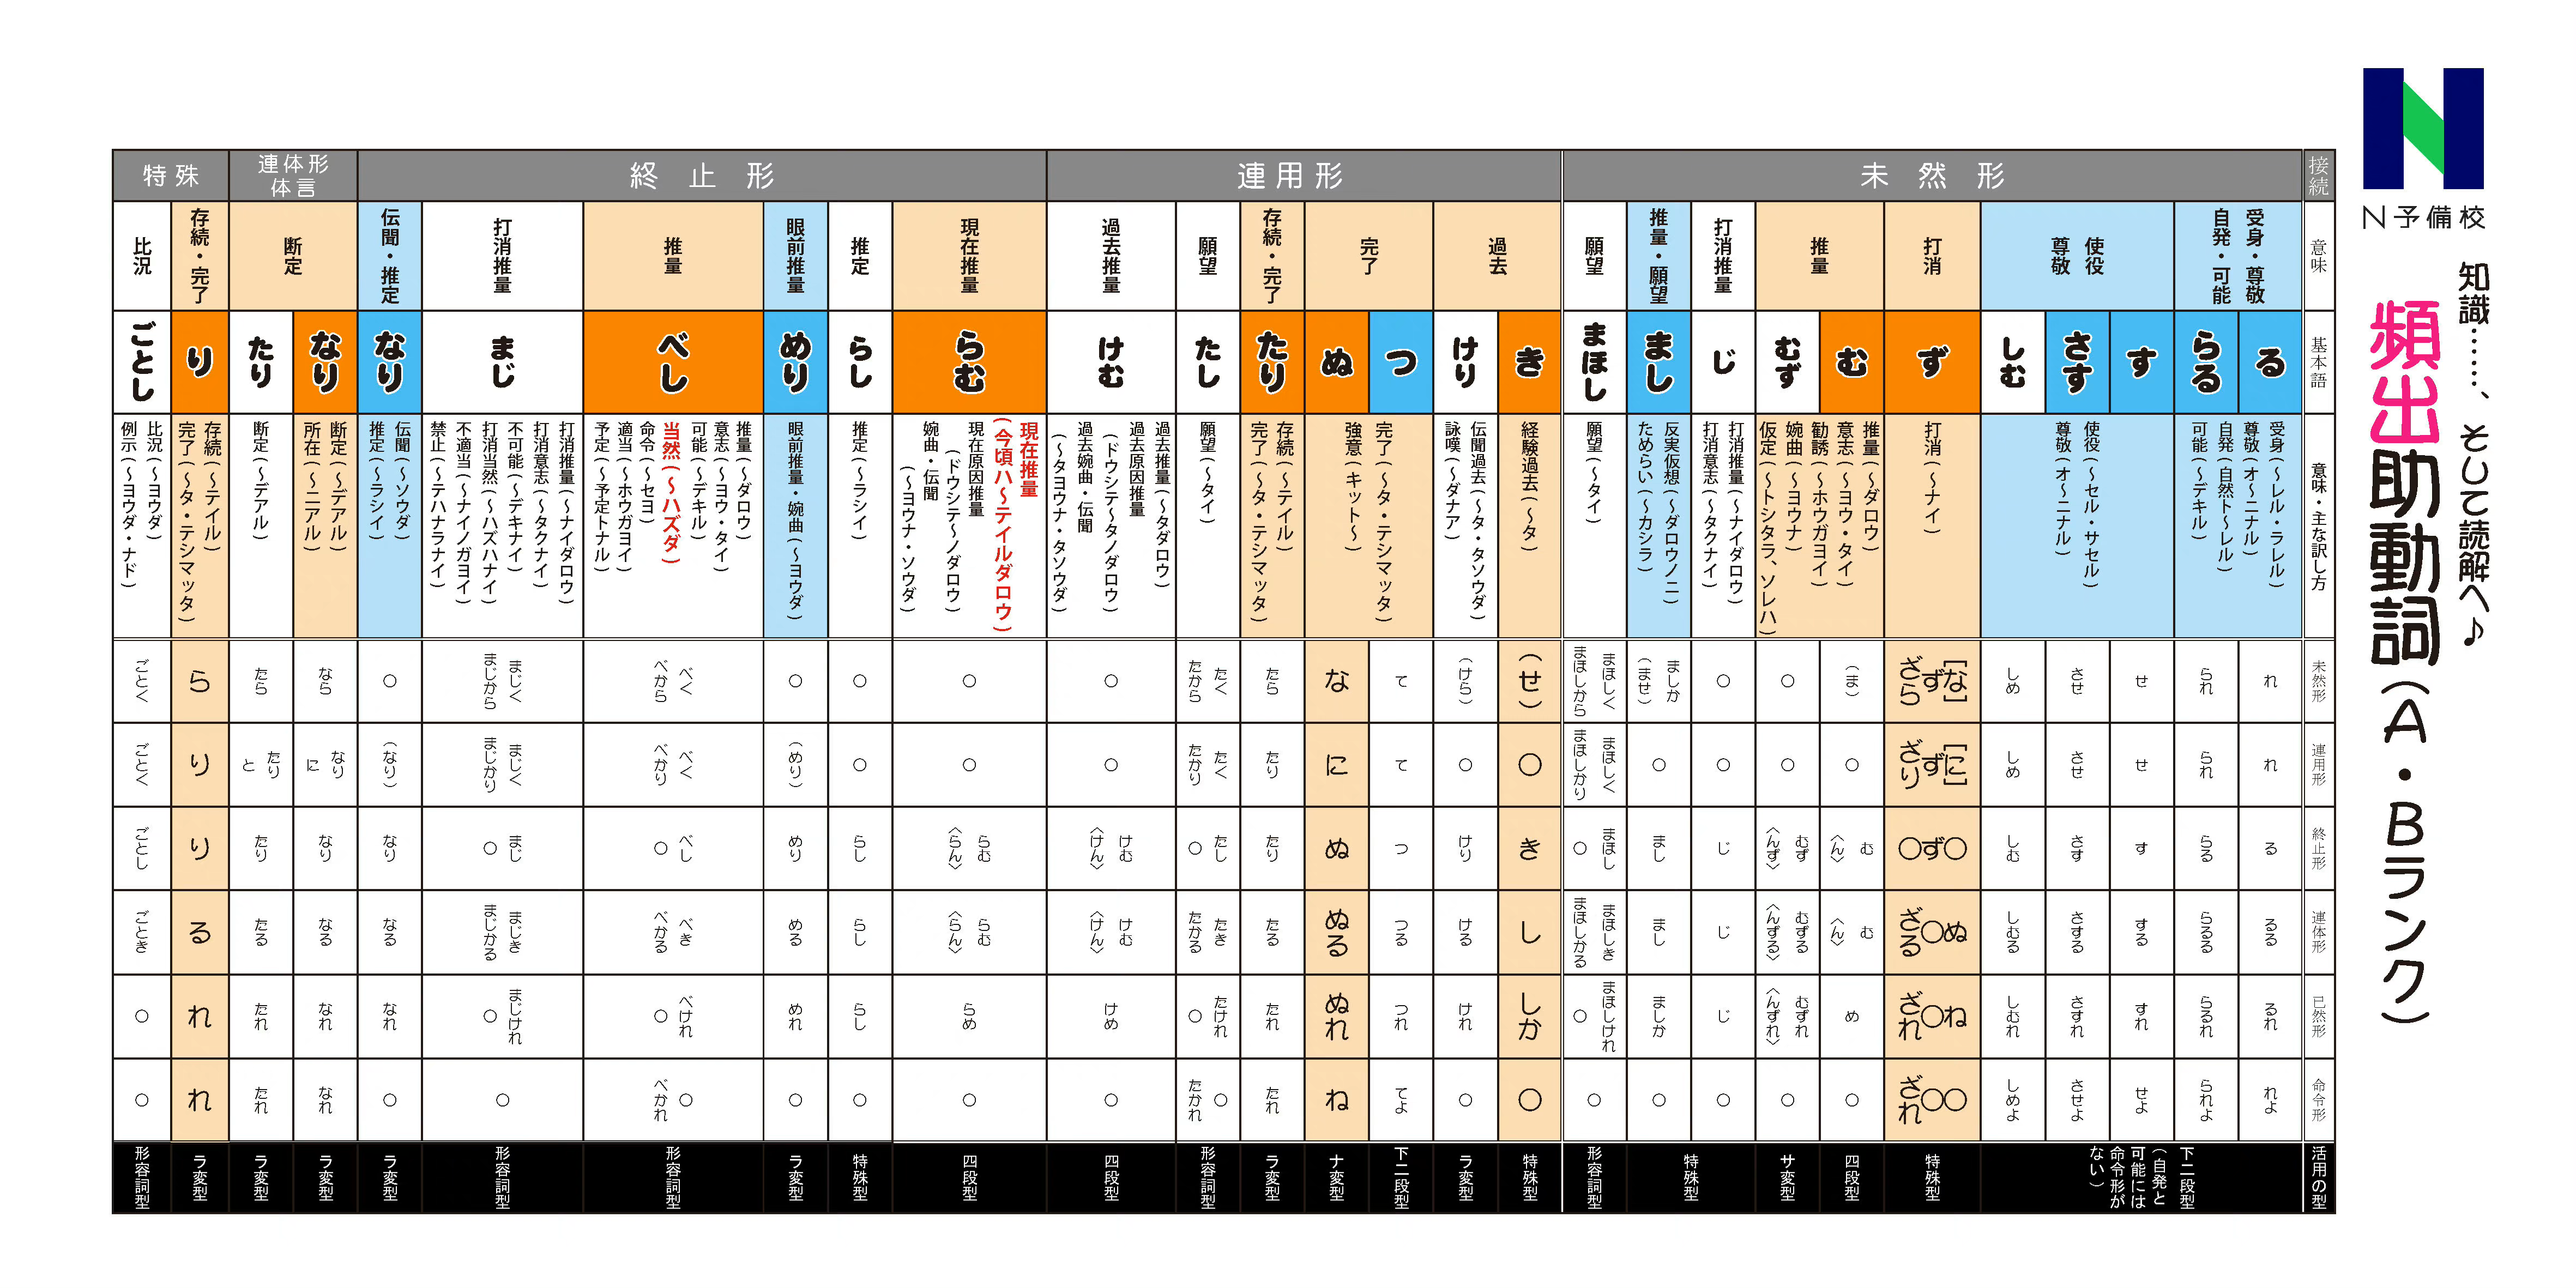 N予備校
知識……、そして読解へ♪
頻出助動詞（A・Bランク）
接続
未然形
連用形
終止形
連体形
体言
特殊
意味
受身・尊敬
自発・可能
使役
尊敬
打消
推量
打消推量
推量・願望
願望
過去
完了
存続・完了
願望
過去推量
現在推量
推定
眼前推量
推量
打消推量
伝聞・推定
断定
存続・完了
比況
基本語
る
らる
す
さす
しむ
ず
む
むず
じ
まし
まほし
き
けり
つ
ぬ
たり
たし
けむ
らむ
らし
めり
べし
まじ
なり
なり
たり
り
ごとし
意味・主な訳し方
受身（〜レル・ラレル）
尊敬（オ〜ニナル）
自発（自然ト〜レル）
可能（〜デキル）
使役（〜セル・サセル）
尊敬（オ〜ニナル）
打消（〜ナイ）
推量（〜ダロウ）
意志（〜ヨウ・タイ）
勧誘（〜ホウガヨイ）
婉曲（〜ヨウナ）
仮定（〜トシタラ、ソレハ）
打消推量（〜ナイダロウ）
打消意志（〜タクナイ）
反実仮想（〜ダロウノニ）
ためらい（〜カシラ）
願望（〜タイ）
経験過去（〜タ）
伝聞過去（〜タ・タソウダ）
詠嘆（〜ダナア）
完了（〜タ・テシマッタ）
強意（キット〜）
存続（〜テイル）
完了（〜タ・テシマッタ）
願望（〜タイ）
過去推量（〜タダロウ）
過去原因推量
（ドウシテ〜タノダロウ）
過去婉曲・伝聞
（〜タヨウナ・タソウダ）
現在推量
（今頃ハ〜テイルダロウ）
現在原因推量
（ドウシテ〜ノダロウ）
婉曲・伝聞
（〜ヨウナ・ソウダ）
推定（〜ラシイ）
眼前推量・婉曲（〜ヨウダ）
推量（〜ダロウ）
意志（〜ヨウ・タイ）
可能（〜デキル）
当然（〜ハズダ）
命令（〜セヨ）
適当（〜ホウガヨイ）
予定（〜予定トナル）
打消推量（〜ナイダロウ）
打消意志（〜タクナイ）
不可能（〜デキナイ）
打消当然（〜ハズハナイ）
不適当（〜ナイノガヨイ）
禁止（〜テハナラナイ）
伝聞（〜ソウダ）
推定（〜ラシイ）
断定（〜デアル）
所在（〜ニアル）
断定（〜デアル）
存続（〜テイル）
完了（〜タ・テシマッタ）
比況（〜ヨウダ）
例示（〜ヨウダ・ナド）
未然形
れ
られ
せ
させ
しめ
［な］
ず
ざら
（ま）
○
○
ましか
（ませ）
まほしく
まほしから
（せ）
（けら）
て
な
たら
たく
たから
○
○
○
○
べく
べから
まじく
まじから
○
なら
たら
ら
ごとく
連用形
れ
られ
せ
させ
しめ
［に］
ず
ざり
○
○
○
○
まほしく
まほしかり
○
○
て
に
たり
たく
たかり
○
○
○
（めり）
べく
べかり
まじく
まじかり
（なり）
なり
に
たり
と
り
ごとく
終止形
る
らる
す
さす
しむ
○
ず
○
む
〈ん〉
むず
〈んず〉
じ
まし
まほし
○
き
けり
つ
ぬ
たり
たし
○
けむ
〈けん〉
らむ
〈らん〉
らし
めり
べし
○
まじ
○
なり
なり
たり
り
ごとし
連体形
るる
らるる
する
さする
しむる
ぬ
○
ざる
む
〈ん〉
むずる
〈んずる〉
じ
まし
まほしき
まほしかる
し
ける
つる
ぬる
たる
たき
たかる
けむ
〈けん〉
らむ
〈らん〉
らし
める
べき
べかる
まじき
まじかる
なる
なる
たる
る
ごとき
已然形
るれ
らるれ
すれ
さすれ
しむれ
ね
○
ざれ
め
むずれ
〈んずれ〉
じ
ましか
まほしけれ
○
しか
けれ
つれ
ぬれ
たれ
たけれ
○
けめ
らめ
らし
めれ
べけれ
○
まじけれ
○
なれ
なれ
たれ
れ
○
命令形
れよ
られよ
せよ
させよ
しめよ
○
○
ざれ
○
○
○
○
○
○
○
てよ
ね
たれ
○
たかれ
○
○
○
○
○
べかれ
○
○
なれ
たれ
れ
○
活用の型
下二段型
（自発と
可能には
命令形が
ない）
特殊型
四段型
サ変型
特殊型
形容詞型
特殊型
ラ変型
下二段型
ナ変型
ラ変型
形容詞型
四段型
四段型
特殊型
ラ変型
形容詞型
形容詞型
ラ変型
ラ変型
ラ変型
ラ変型
形容詞型